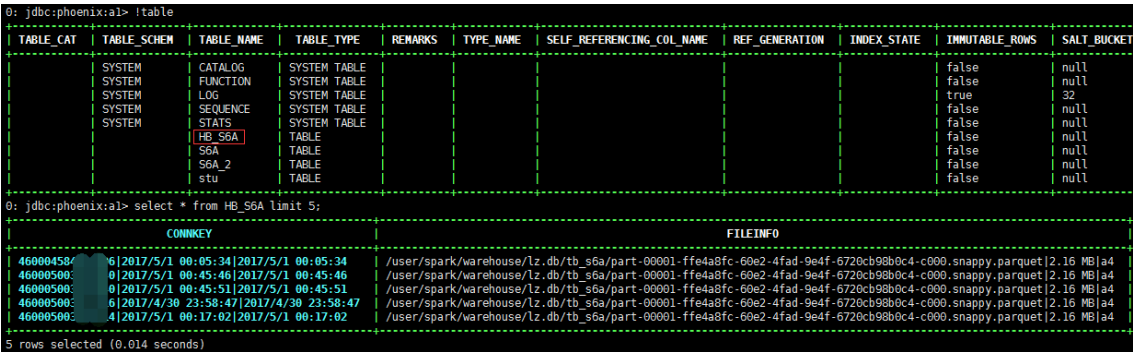 0: jdbc:phoenix:a1> !table
TABLE_CAT | TABLE_SCHEM | TABLE_NAME | TABLE_TYPE | REMARKS | TYPE_NAME | SELF_REFERENCING_COL_NAME | REF_GENERATION | INDEX_STATE | IMMUTABLE_ROWS | SALT_BUCKET
| SYSTEM | CATALOG | SYSTEM TABLE | | | | | | false | null
| SYSTEM | FUNCTION | SYSTEM TABLE | | | | | | false | null
| SYSTEM | LOG | SYSTEM TABLE | | | | | | true | 32
| SYSTEM | SEQUENCE | SYSTEM TABLE | | | | | | false | null
| SYSTEM | STATS | SYSTEM TABLE | | | | | | false | null
| | HB_S6A | TABLE | | | | | | false | null
| | S6A | TABLE | | | | | | false | null
| | S6A_2 | TABLE | | | | | | false | null
| | stu | TABLE | | | | | | false | null
0: jdbc:phoenix:a1> select * from HB_S6A limit 5;
| CONNKEY | FILEINFO |
| 46000458 6|2017/5/1 00:05:34|2017/5/1 00:05:34 | /user/spark/warehouse/lz.db/tb_s6a/part-00001-ffe4a8fc-60e2-4fad-9e4f-6720cb98b0c4-c000.snappy.parquet|2.16 MB|a4 |
| 46000500 0|2017/5/1 00:45:46|2017/5/1 00:45:46 | /user/spark/warehouse/lz.db/tb_s6a/part-00001-ffe4a8fc-60e2-4fad-9e4f-6720cb98b0c4-c000.snappy.parquet|2.16 MB|a4 |
| 46000500 0|2017/5/1 00:45:51|2017/5/1 00:45:51 | /user/spark/warehouse/lz.db/tb_s6a/part-00001-ffe4a8fc-60e2-4fad-9e4f-6720cb98b0c4-c000.snappy.parquet|2.16 MB|a4 |
| 46000500 6|2017/4/30 23:58:47|2017/4/30 23:58:47 | /user/spark/warehouse/lz.db/tb_s6a/part-00001-ffe4a8fc-60e2-4fad-9e4f-6720cb98b0c4-c000.snappy.parquet|2.16 MB|a4 |
| 46000500 4|2017/5/1 00:17:02|2017/5/1 00:17:02 | /user/spark/warehouse/lz.db/tb_s6a/part-00001-ffe4a8fc-60e2-4fad-9e4f-6720cb98b0c4-c000.snappy.parquet|2.16 MB|a4 |
5 rows selected (0.014 seconds)